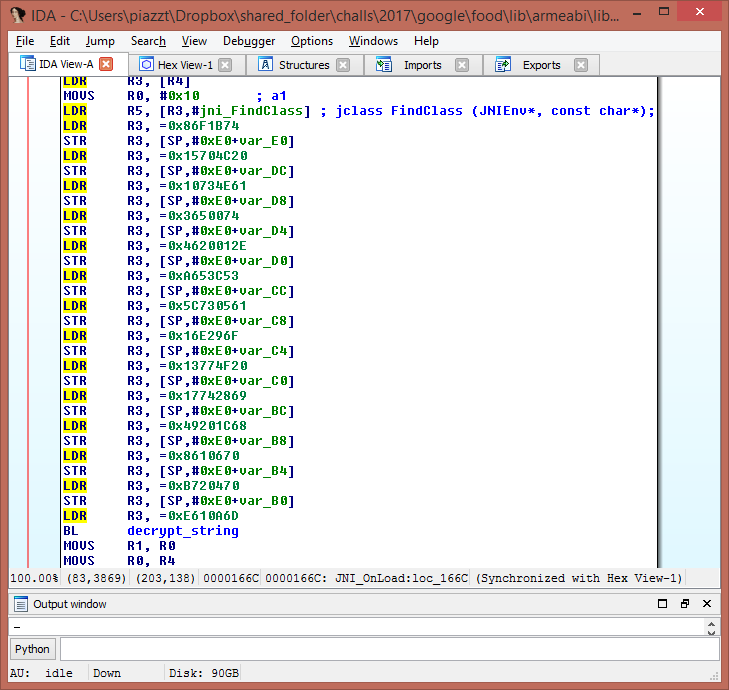 IDA - C:\Users\piazzt\Dropbox\shared_folder\challs\2017\google\food\lib\armeabi\lib...
File Edit Jump Search View Debugger Options Windows Help
IDA View-A Hex View-1 Structures Imports Exports
LDR R3, [R4]
MOVS R0, #0x10 ; a1
LDR R5, [R3,#jni_FindClass] ; jclass FindClass (JNIEnv*, const char*);
LDR R3, =0x86F1B74
STR R3, [SP,#0xE0+var_E0]
LDR R3, =0x15704C20
STR R3, [SP,#0xE0+var_DC]
LDR R3, =0x10734E61
STR R3, [SP,#0xE0+var_D8]
LDR R3, =0x3650074
STR R3, [SP,#0xE0+var_D4]
LDR R3, =0x4620012E
STR R3, [SP,#0xE0+var_D0]
LDR R3, =0xA653C53
STR R3, [SP,#0xE0+var_CC]
LDR R3, =0x5C730561
STR R3, [SP,#0xE0+var_C8]
LDR R3, =0x16E296F
STR R3, [SP,#0xE0+var_C4]
LDR R3, =0x13774F20
STR R3, [SP,#0xE0+var_C0]
LDR R3, =0x17742869
STR R3, [SP,#0xE0+var_BC]
LDR R3, =0x49201C68
STR R3, [SP,#0xE0+var_B8]
LDR R3, =0x8610670
STR R3, [SP,#0xE0+var_B4]
LDR R3, =0xB720470
STR R3, [SP,#0xE0+var_B0]
LDR R3, =0xE610A6D
BL decrypt_string
MOVS R1, R0
MOVS R0, R4
100.00% (83,3869) (203,138) 0000166C 0000166C: JNI_OnLoad:loc_166C (Synchronized with Hex View-1)
Output window
Python
AU: idle Down Disk: 90GB